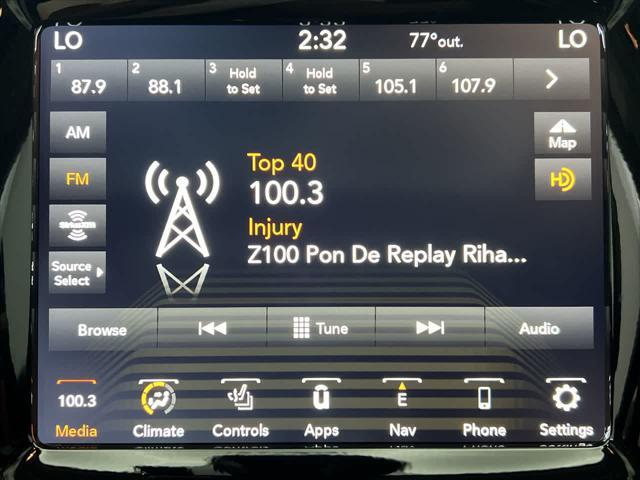 LO 2:32 77°out. LO
1 87.9 2 88.1 3 Hold to Set 4 Hold to Set 5 105.1 6 107.9
AM
Map
FM
HD
SiriusXM
Source Select
Top 40
100.3
Injury
Z100 Pon De Replay Riha...
Browse Tune Audio
100.3 E
Media Climate Controls Apps Nav Phone Settings